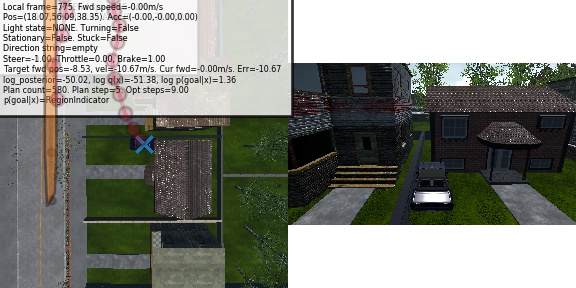 Local frame=775. Fwd speed=-0.00m/s
Pos=(18.07,56.09,38.35). Acc=(-0.00,-0.00,0.00)
Light state=NONE. Turning=False
Stationary=False. Stuck=False
Direction string=empty
Steer=-1.00. Throttle=0.00, Brake=1.00
Target fwd pos=-8.53, vel=-10.67m/s. Cur fwd=-0.00m/s. Err=-10.67
log_posterior=-50.02, log q(x)=-51.38, log p(goal|x)=1.36
Plan count=580. Plan step=5. Opt steps=9.00
p(goal|x)=RegionIndicator